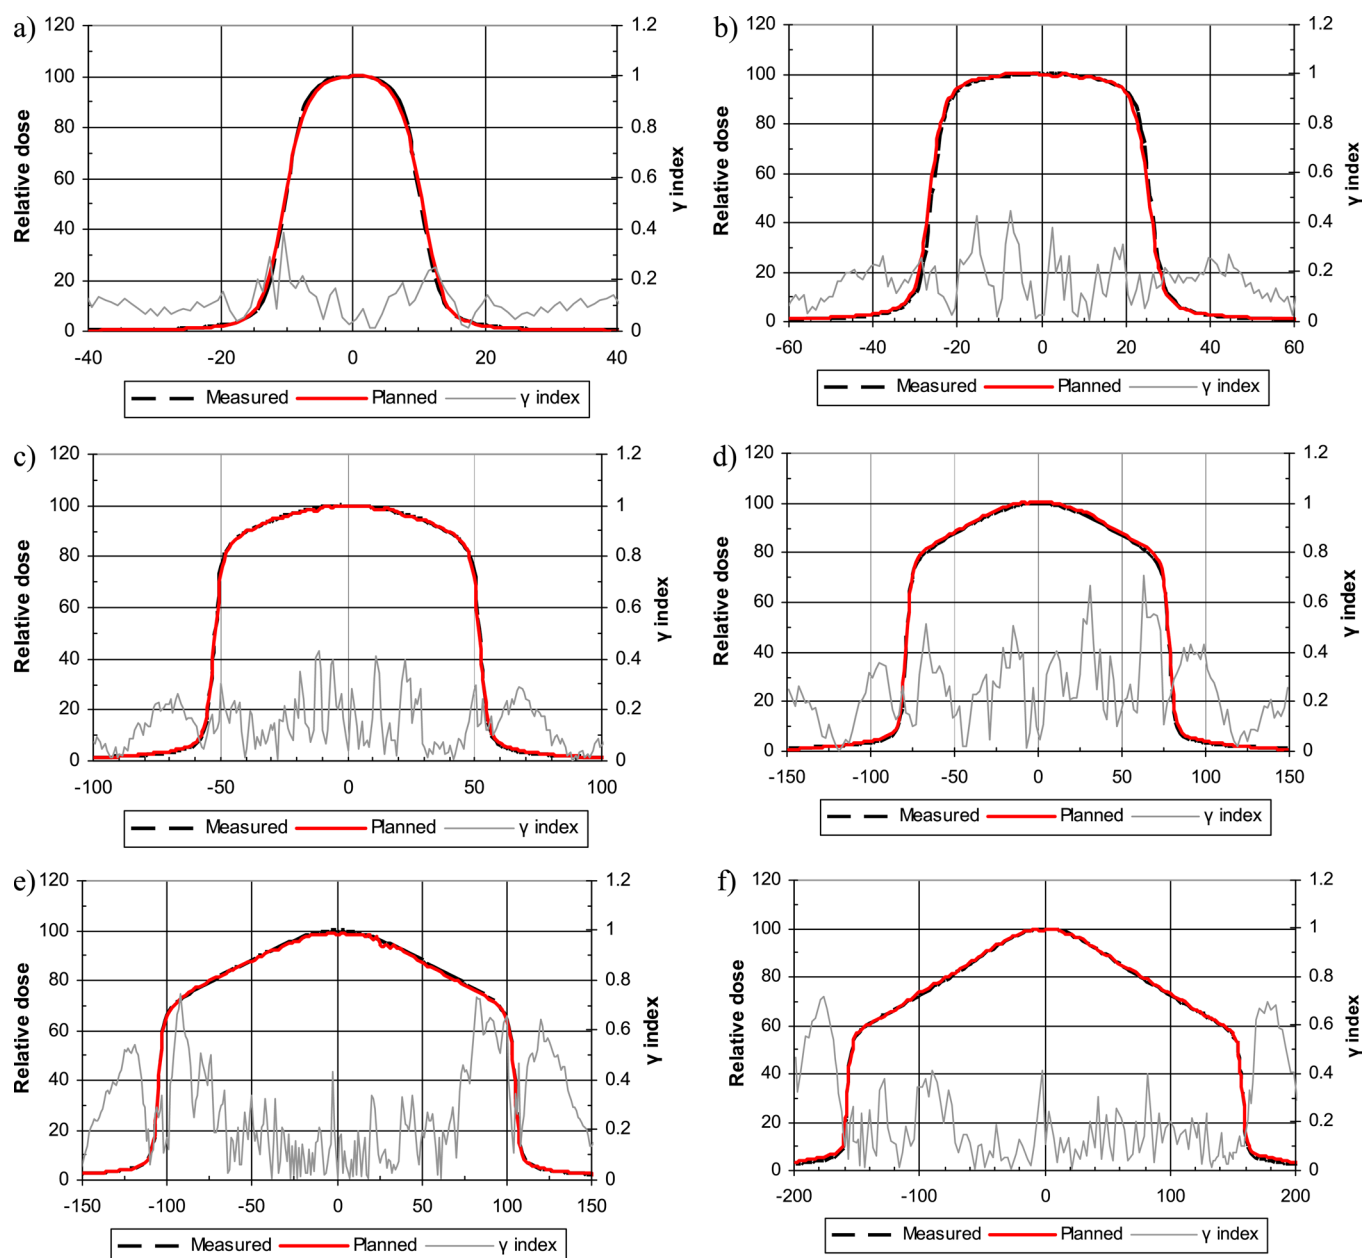 a)
120
100
80
60
40
20
0
Relative dose
1.2
1
0.8
0.6
0.4
0.2
0
γ index
-40 -20 0 20 40
Measured Planned γ index
b)
120
100
80
60
40
20
0
Relative dose
1.2
1
0.8
0.6
0.4
0.2
0
γ index
-60 -40 -20 0 20 40 60
Measured Planned γ index
c)
120
100
80
60
40
20
0
Relative dose
1.2
1
0.8
0.6
0.4
0.2
0
γ index
-100 -50 0 50 100
Measured Planned γ index
d)
120
100
80
60
40
20
0
Relative dose
1.2
1
0.8
0.6
0.4
0.2
0
γ index
-150 -100 -50 0 50 100 150
Measured Planned γ index
e)
120
100
80
60
40
20
0
Relative dose
1.2
1
0.8
0.6
0.4
0.2
0
γ index
-150 -100 -50 0 50 100 150
Measured Planned γ index
f)
120
100
80
60
40
20
0
Relative dose
1.2
1
0.8
0.6
0.4
0.2
0
γ index
-200 -100 0 100 200
Measured Planned γ index